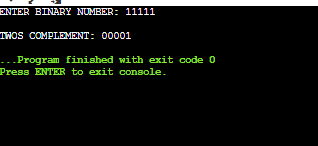 ENTER BINARY NUMBER: 11111
TWOS COMPLEMENT: 00001
...Program finished with exit code 0
Press ENTER to exit console.